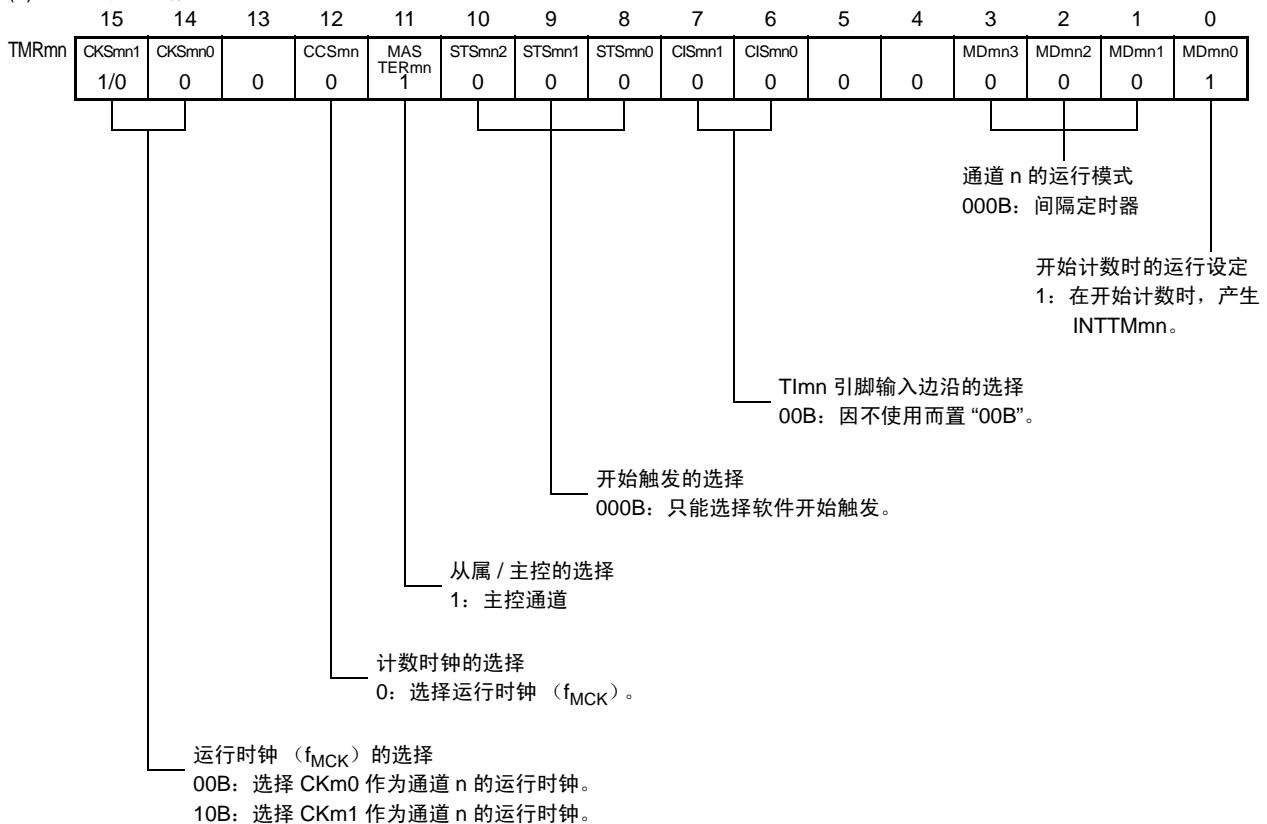 15 14 13 12 11 10 9 8 7 6 5 4 3 2 1 0
TMRmn CKSmn1 CKSmn0 CCSmn MAS TERmn STSmn2 STSmn1 STSmn0 CISmn1 CISmn0 MDmn3 MDmn2 MDmn1 MDmn0
1/0 0 0 0 1 0 0 0 0 0 0 0 0 0 0 1
通道 n 的运行模式
000B：间隔定时器
开始计数时的运行设定
1：在开始计数时，产生
INTTMmn。
TImn 引脚输入边沿的选择
00B：因不使用而置 “00B”。
开始触发的选择
000B：只能选择软件开始触发。
从属 / 主控的选择
1：主控通道
计数时钟的选择
0：选择运行时钟 （fMCK）。
运行时钟 （fMCK）的选择
00B：选择 CKm0 作为通道 n 的运行时钟。
10B：选择 CKm1 作为通道 n 的运行时钟。